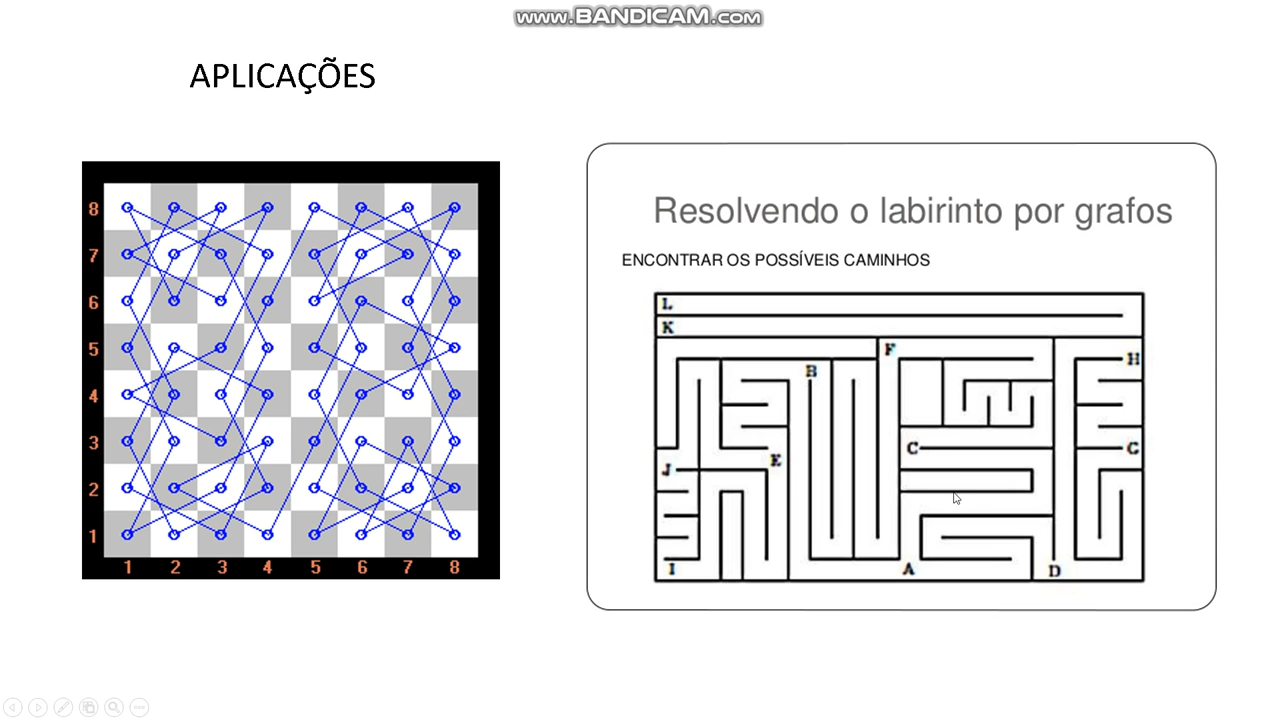 www.BANDICAM.com
APLICAÇÕES
8
7
6
5
4
3
2
1
1 2 3 4 5 6 7 8
Resolvendo o labirinto por grafos
ENCONTRAR OS POSSÍVEIS CAMINHOS
L
K
F
H
B
C
G
E
J
I
A
D